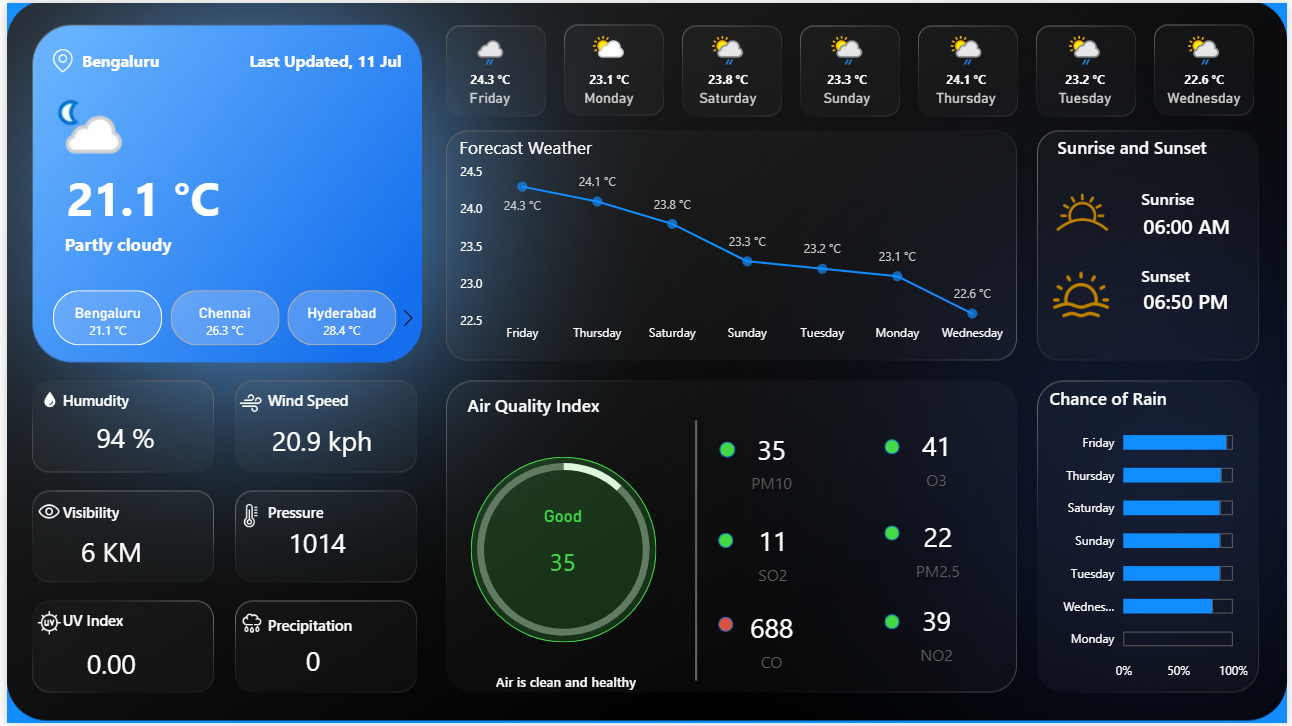 Bengaluru
Last Updated, 11 Jul
21.1 °C
Partly cloudy
Bengaluru
21.1 °C
Chennai
26.3 °C
Hyderabad
28.4 °C
24.3 °C
Friday
23.1 °C
Monday
23.8 °C
Saturday
23.3 °C
Sunday
24.1 °C
Thursday
23.2 °C
Tuesday
22.6 °C
Wednesday
Forecast Weather
24.5
24.0
23.5
23.0
22.5
24.3 °C
24.1 °C
23.8 °C
23.3 °C
23.2 °C
23.1 °C
22.6 °C
Friday
Thursday
Saturday
Sunday
Tuesday
Monday
Wednesday
Sunrise and Sunset
Sunrise
06:00 AM
Sunset
06:50 PM
Humudity
94 %
Wind Speed
20.9 kph
Visibility
6 KM
Pressure
1014
UV
UV Index
0.00
Precipitation
0
Air Quality Index
Good
35
Air is clean and healthy
35
PM10
41
O3
11
SO2
22
PM2.5
688
CO
39
NO2
Chance of Rain
Friday
Thursday
Saturday
Sunday
Tuesday
Wednes...
Monday
0%
50%
100%